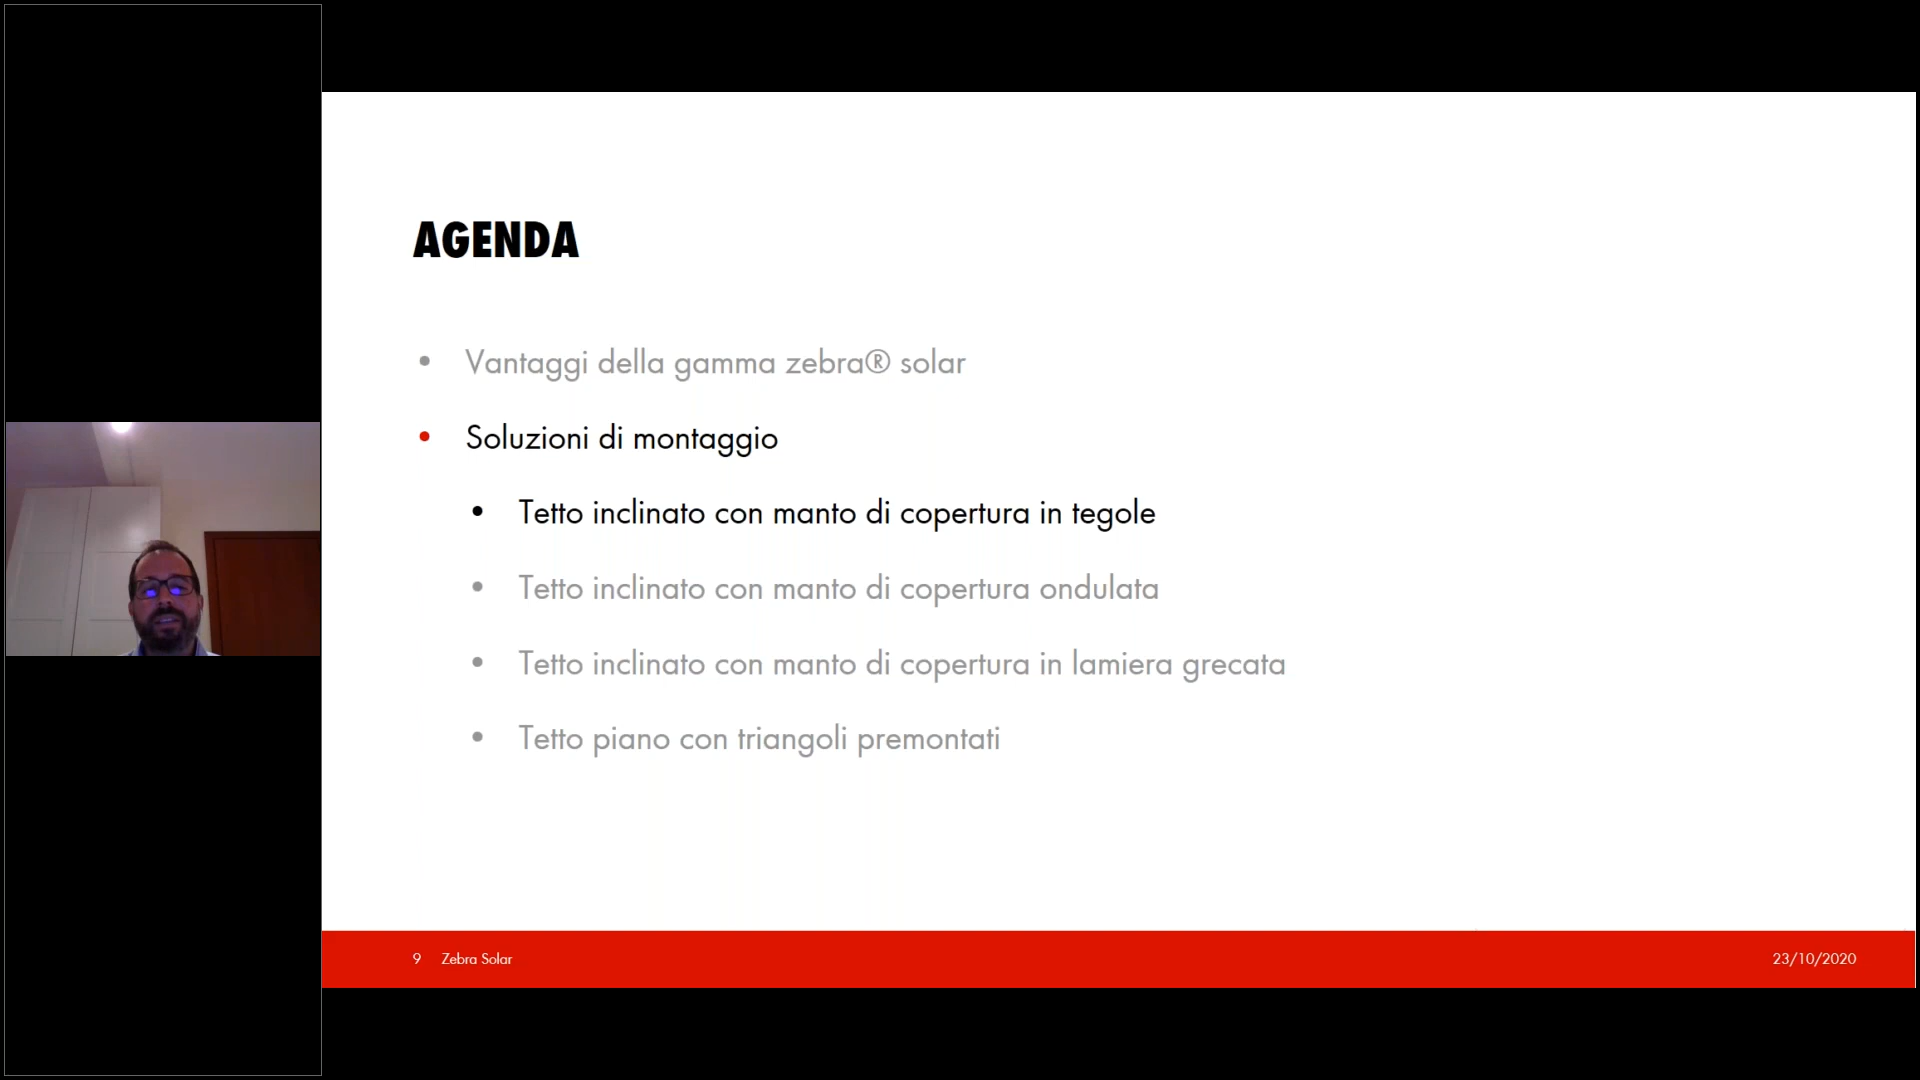 AGENDA
• Vantaggi della gamma zebra® solar
• Soluzioni di montaggio
• Tetto inclinato con manto di copertura in tegole
• Tetto inclinato con manto di copertura ondulata
• Tetto inclinato con manto di copertura in lamiera grecata
• Tetto piano con triangoli premontati
9 Zebra Solar 23/10/2020